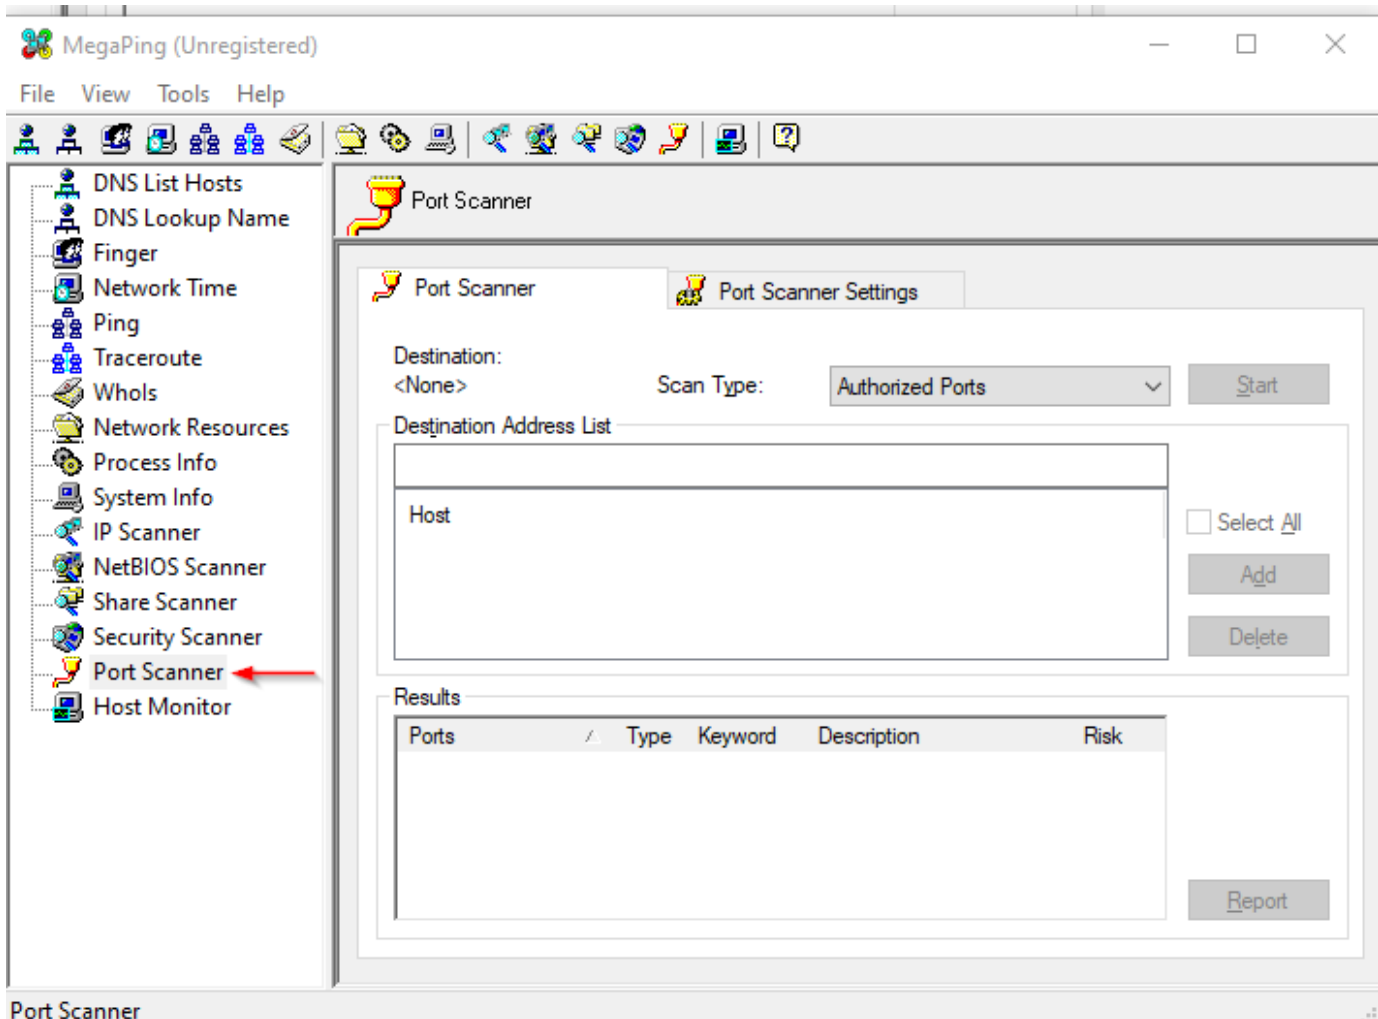 MegaPing (Unregistered)
File View Tools Help
DNS List Hosts
DNS Lookup Name
Finger
Network Time
Ping
Traceroute
WhoIs
Network Resources
Process Info
System Info
IP Scanner
NetBIOS Scanner
Share Scanner
Security Scanner
Port Scanner
Host Monitor
Port Scanner
Port Scanner
Port Scanner Settings
Destination:
<None>
Scan Type:
Authorized Ports
Start
Destination Address List
Host
Select All
Add
Delete
Results
Ports Type Keyword Description Risk
Report
Port Scanner